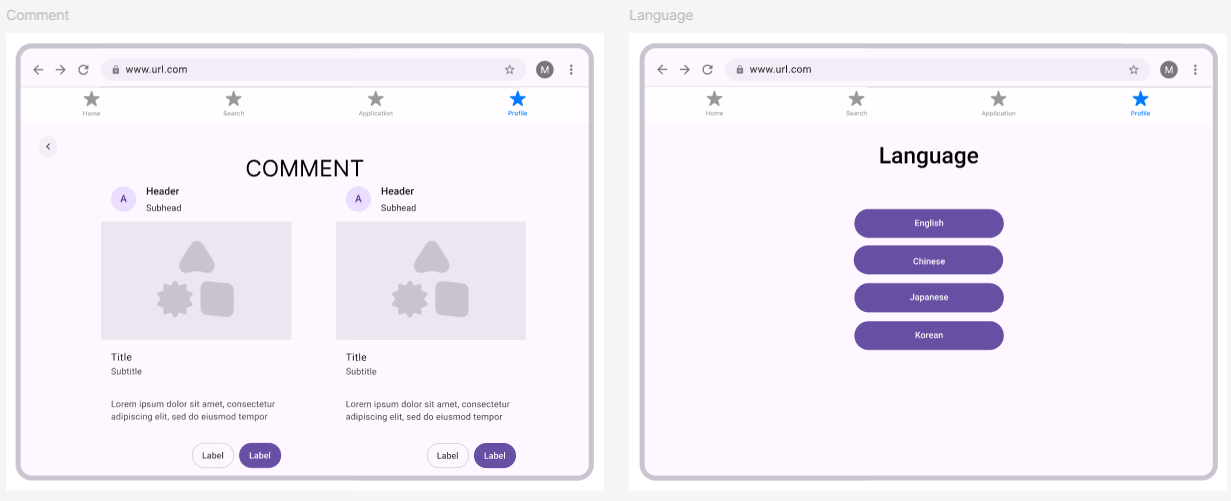 Comment
www.url.com
M
Home
Search
Application
Profile
COMMENT
A
Header
Subhead
Title
Subtitle
Lorem ipsum dolor sit amet, consectetur
adipiscing elit, sed do eiusmod tempor
Label
Label
A
Header
Subhead
Title
Subtitle
Lorem ipsum dolor sit amet, consectetur
adipiscing elit, sed do eiusmod tempor
Label
Label
Language
www.url.com
M
Home
Search
Application
Profile
Language
English
Chinese
Japanese
Korean